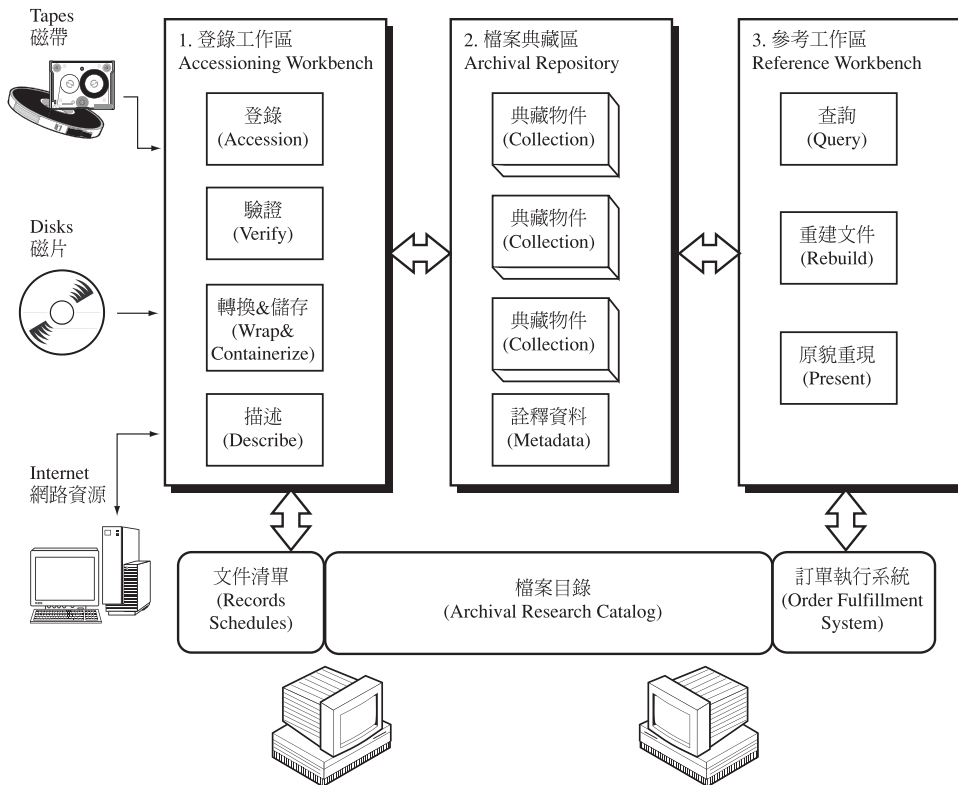 Tapes
磁帶
Disks
磁片
Internet
網路資源
1. 登錄工作區
Accessioning Workbench
登錄
(Accession)
驗證
(Verify)
轉換&儲存
(Wrap&
Containerize)
描述
(Describe)
2. 檔案典藏區
Archival Repository
典藏物件
(Collection)
典藏物件
(Collection)
典藏物件
(Collection)
詮釋資料
(Metadata)
3. 參考工作區
Reference Workbench
查詢
(Query)
重建文件
(Rebuild)
原貌重現
(Present)
文件清單
(Records
Schedules)
檔案目錄
(Archival Research Catalog)
訂單執行系統
(Order Fulfillment
System)